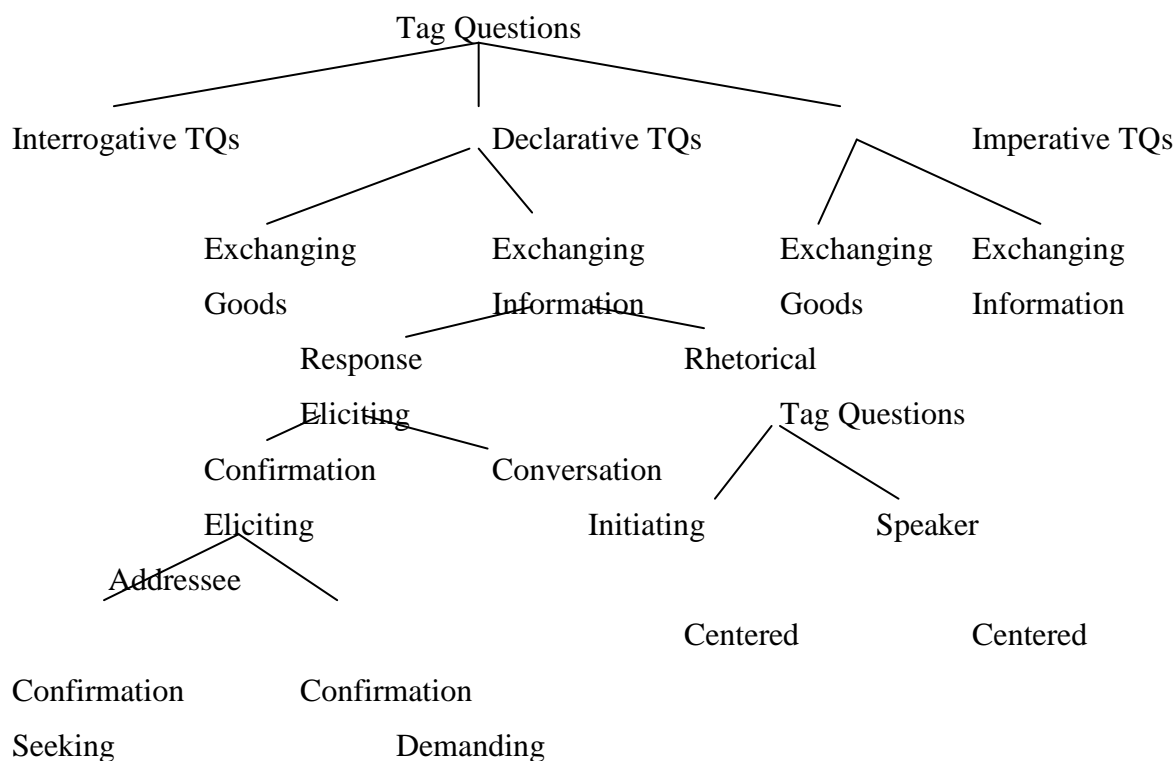 Tag Questions
Interrogative TQs Declarative TQs Imperative TQs
Exchanging Exchanging Exchanging Exchanging
Goods Information Goods Information
Response Rhetorical
Eliciting Tag Questions
Confirmation Conversation
Eliciting Initiating Speaker
Addressee
Centered Centered
Confirmation Confirmation
Seeking Demanding